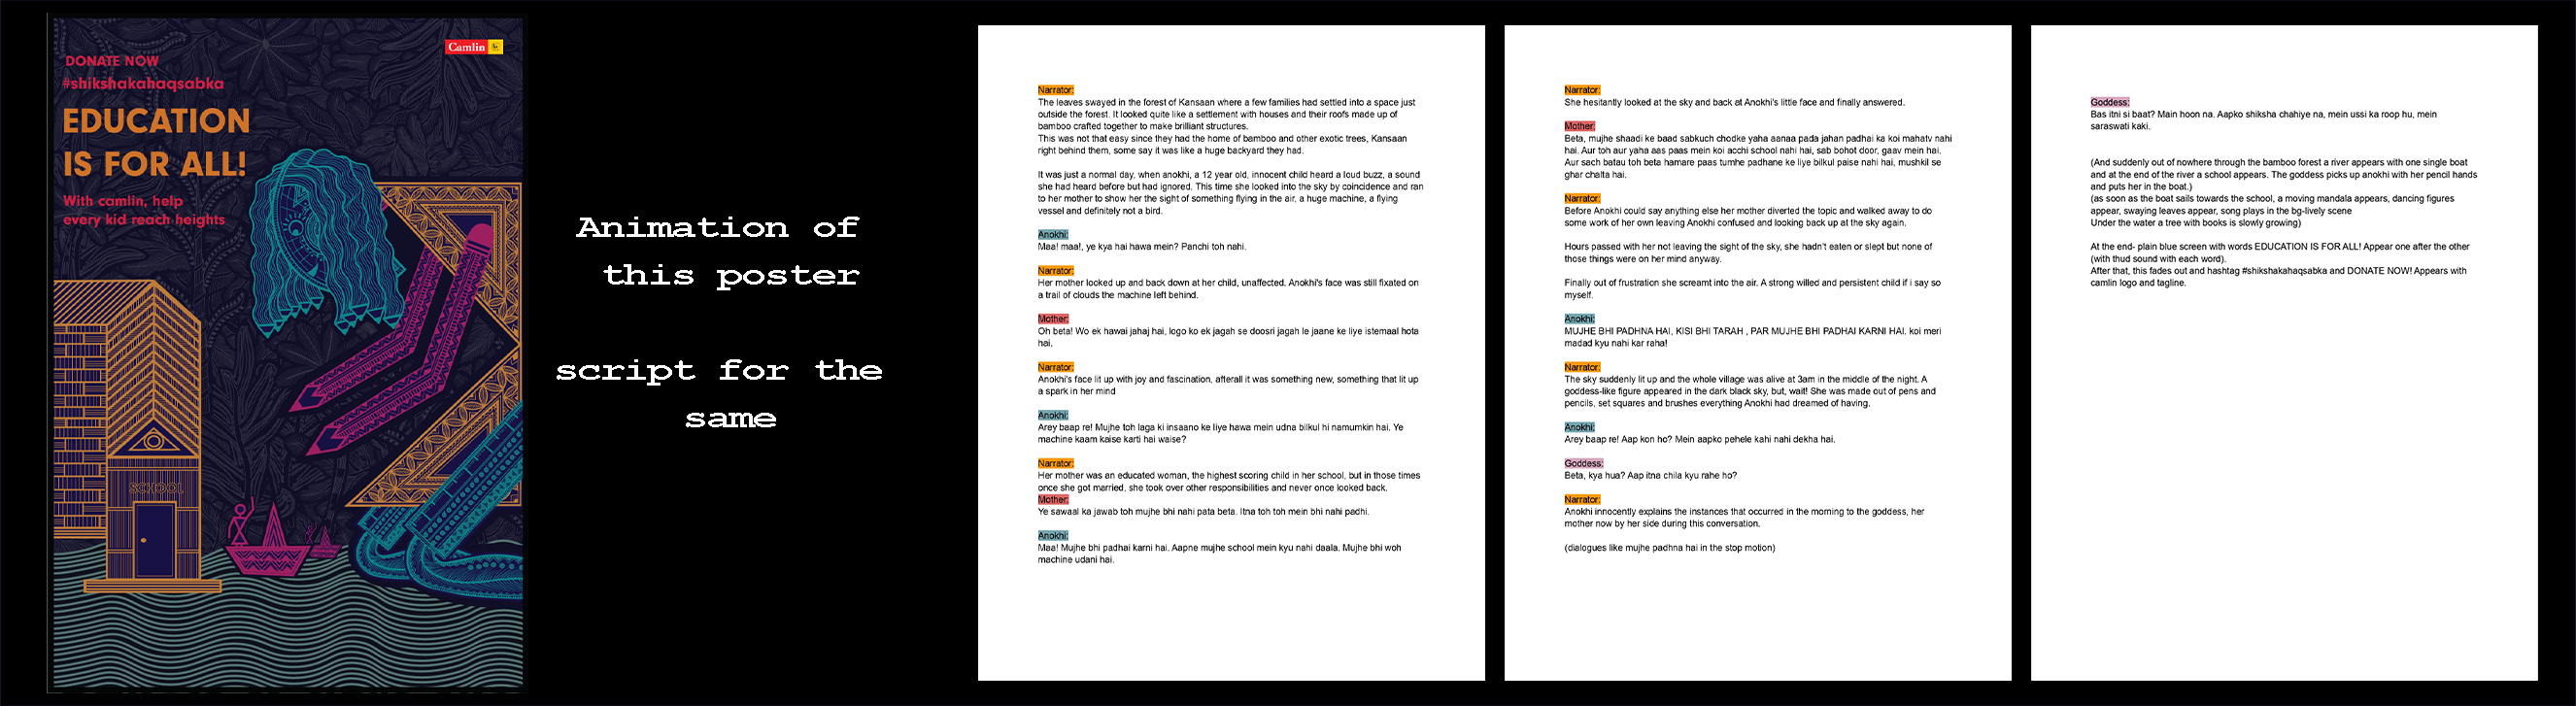 Camlin
DONATE NOW
#shikshakahaqsabka
EDUCATION
IS FOR ALL!
With camlin, help
every kid reach heights
SCHOOL
Animation of
this poster
script for the
same
Narrator:
The leaves swayed in the forest of Kansaan where a few families had settled into a space just
outside the forest. It looked quite like a settlement with houses and their roofs made up of
bamboo crafted together to make brilliant structures.
This was not that easy since they had the home of bamboo and other exotic trees, Kansaan
right behind them, some say it was like a huge backyard they had.
It was just a normal day, when anokhi, a 12 year old, innocent child heard a loud buzz, a sound
she had heard before but had ignored. This time she looked into the sky by coincidence and ran
to her mother to show her the sight of something flying in the air, a huge machine, a flying
vessel and definitely not a bird.
Anokhi:
Maa! maa!, ye kya hai hawa mein? Panchi toh nahi.
Narrator:
Her mother looked up and back down at her child, unaffected. Anokhi's face was still fixated on
a trail of clouds the machine left behind.
Mother:
Oh beta! Wo ek hawai jahaj hai, logo ko ek jagah se doosri jagah le jaane ke liye istemaal hota
hai.
Narrator:
Anokhi's face lit up with joy and fascination, afterall it was something new, something that lit up
a spark in her mind
Anokhi:
Arey baap re! Mujhe toh laga ki insaano ke liye hawa mein udna bilkul hi namumkin hai. Ye
machine kaam kaise karti hai waise?
Narrator:
Her mother was an educated woman, the highest scoring child in her school, but in those times
once she got married, she took over other responsibilities and never once looked back.
Mother:
Ye sawaal ka jawab toh mujhe bhi nahi pata beta. Itna toh toh mein bhi nahi padhi.
Anokhi:
Maa! Mujhe bhi padhai karni hai. Aapne mujhe school mein kyu nahi daala. Mujhe bhi woh
machine udani hai.
Narrator:
She hesitantly looked at the sky and back at Anokhi's little face and finally answered.
Mother:
Beta, mujhe shaadi ke baad sabkuch chodke yaha aanaa pada jahan padhai ka koi mahatv nahi
hai. Aur toh aur yaha aas paas mein koi acchi school nahi hai, sab bohot door, gaav mein hai.
Aur sach batau toh beta hamare paas tumhe padhane ke liye bilkul paise nahi hai, mushkil se
ghar chalta hai.
Narrator:
Before Anokhi could say anything else her mother diverted the topic and walked away to do
some work of her own leaving Anokhi confused and looking back up at the sky again.
Hours passed with her not leaving the sight of the sky, she hadn't eaten or slept but none of
those things were on her mind anyway.
Finally out of frustration she screamt into the air. A strong willed and persistent child if i say so
myself.
Anokhi:
MUJHE BHI PADHNA HAI, KISI BHI TARAH , PAR MUJHE BHI PADHAI KARNI HAI. koi meri
madad kyu nahi kar raha!
Narrator:
The sky suddenly lit up and the whole village was alive at 3am in the middle of the night. A
goddess-like figure appeared in the dark black sky, but, wait! She was made out of pens and
pencils, set squares and brushes everything Anokhi had dreamed of having.
Anokhi:
Arey baap re! Aap kon ho? Mein aapko pehele kahi nahi dekha hai.
Goddess:
Beta, kya hua? Aap itna chila kyu rahe ho?
Narrator:
Anokhi innocently explains the instances that occurred in the morning to the goddess, her
mother now by her side during this conversation.
(dialogues like mujhe padhna hai in the stop motion)
Goddess:
Bas itni si baat? Main hoon na. Aapko shiksha chahiye na, mein ussi ka roop hu, mein
saraswati kaki.
(And suddenly out of nowhere through the bamboo forest a river appears with one single boat
and at the end of the river a school appears. The goddess picks up anokhi with her pencil hands
and puts her in the boat.)
(as soon as the boat sails towards the school, a moving mandala appears, dancing figures
appear, swaying leaves appear, song plays in the bg-lively scene
Under the water a tree with books is slowly growing)
At the end- plain blue screen with words EDUCATION IS FOR ALL! Appear one after the other
(with thud sound with each word).
After that, this fades out and hashtag #shikshakahaqsabka and DONATE NOW! Appears with
camlin logo and tagline.